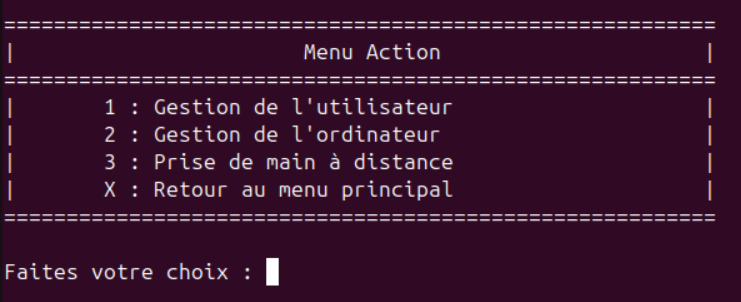 =========================================================
|                       Menu Action                     |
=========================================================
|       1 : Gestion de l'utilisateur                    |
|       2 : Gestion de l'ordinateur                     |
|       3 : Prise de main à distance                    |
|       X : Retour au menu principal                    |
=========================================================
Faites votre choix :